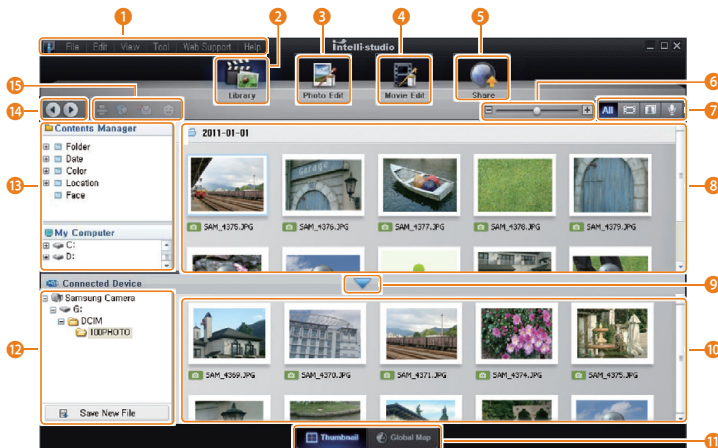 1
2
3
4
5
File Edit View Tool Web Support Help
Intelli-studio
Library
Photo Edit
Movie Edit
Share
15
6
14
All
7
Contents Manager
Folder
Date
Color
Location
Face
13
My Computer
C:
D:
2011-01-01
SAM_4375.JPG
SAM_4376.JPG
SAM_4377.JPG
SAM_4378.JPG
SAM_4379.JPG
8
Connected Device
9
Samsung Camera
G:
DCIM
100PHOTO
12
Save New File
SAM_4369.JPG
SAM_4370.JPG
SAM_4371.JPG
SAM_4374.JPG
SAM_4375.JPG
10
Thumbnail
Global Map
11